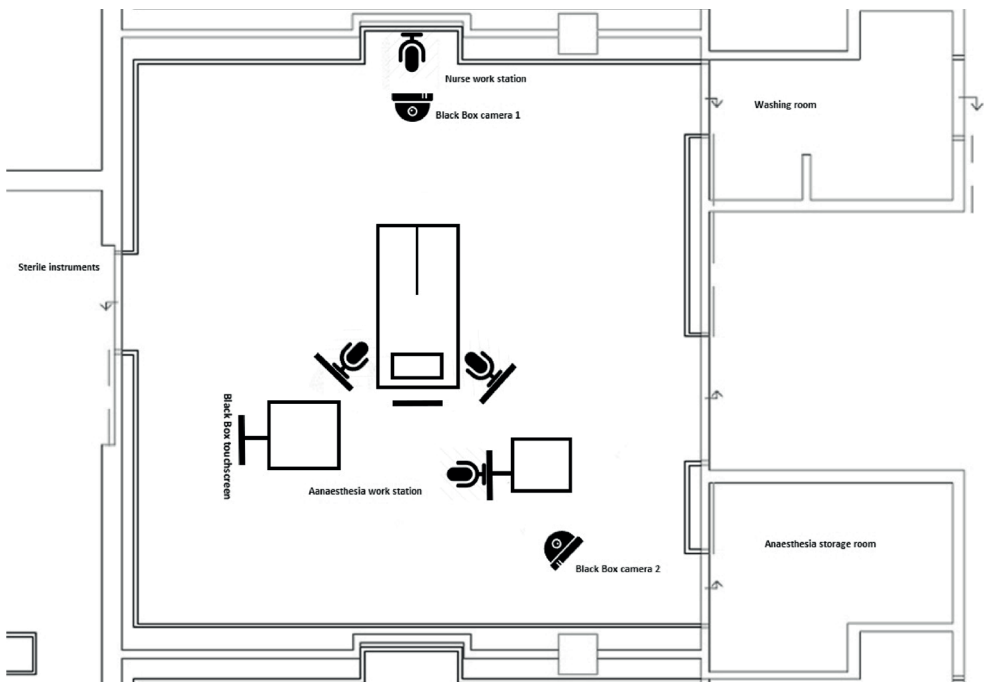 Nurse work station
Black Box camera 1
Washing room
Sterile instruments
Black Box touchscreen
Aanaesthesia work station
Anaesthesia storage room
Black Box camera 2